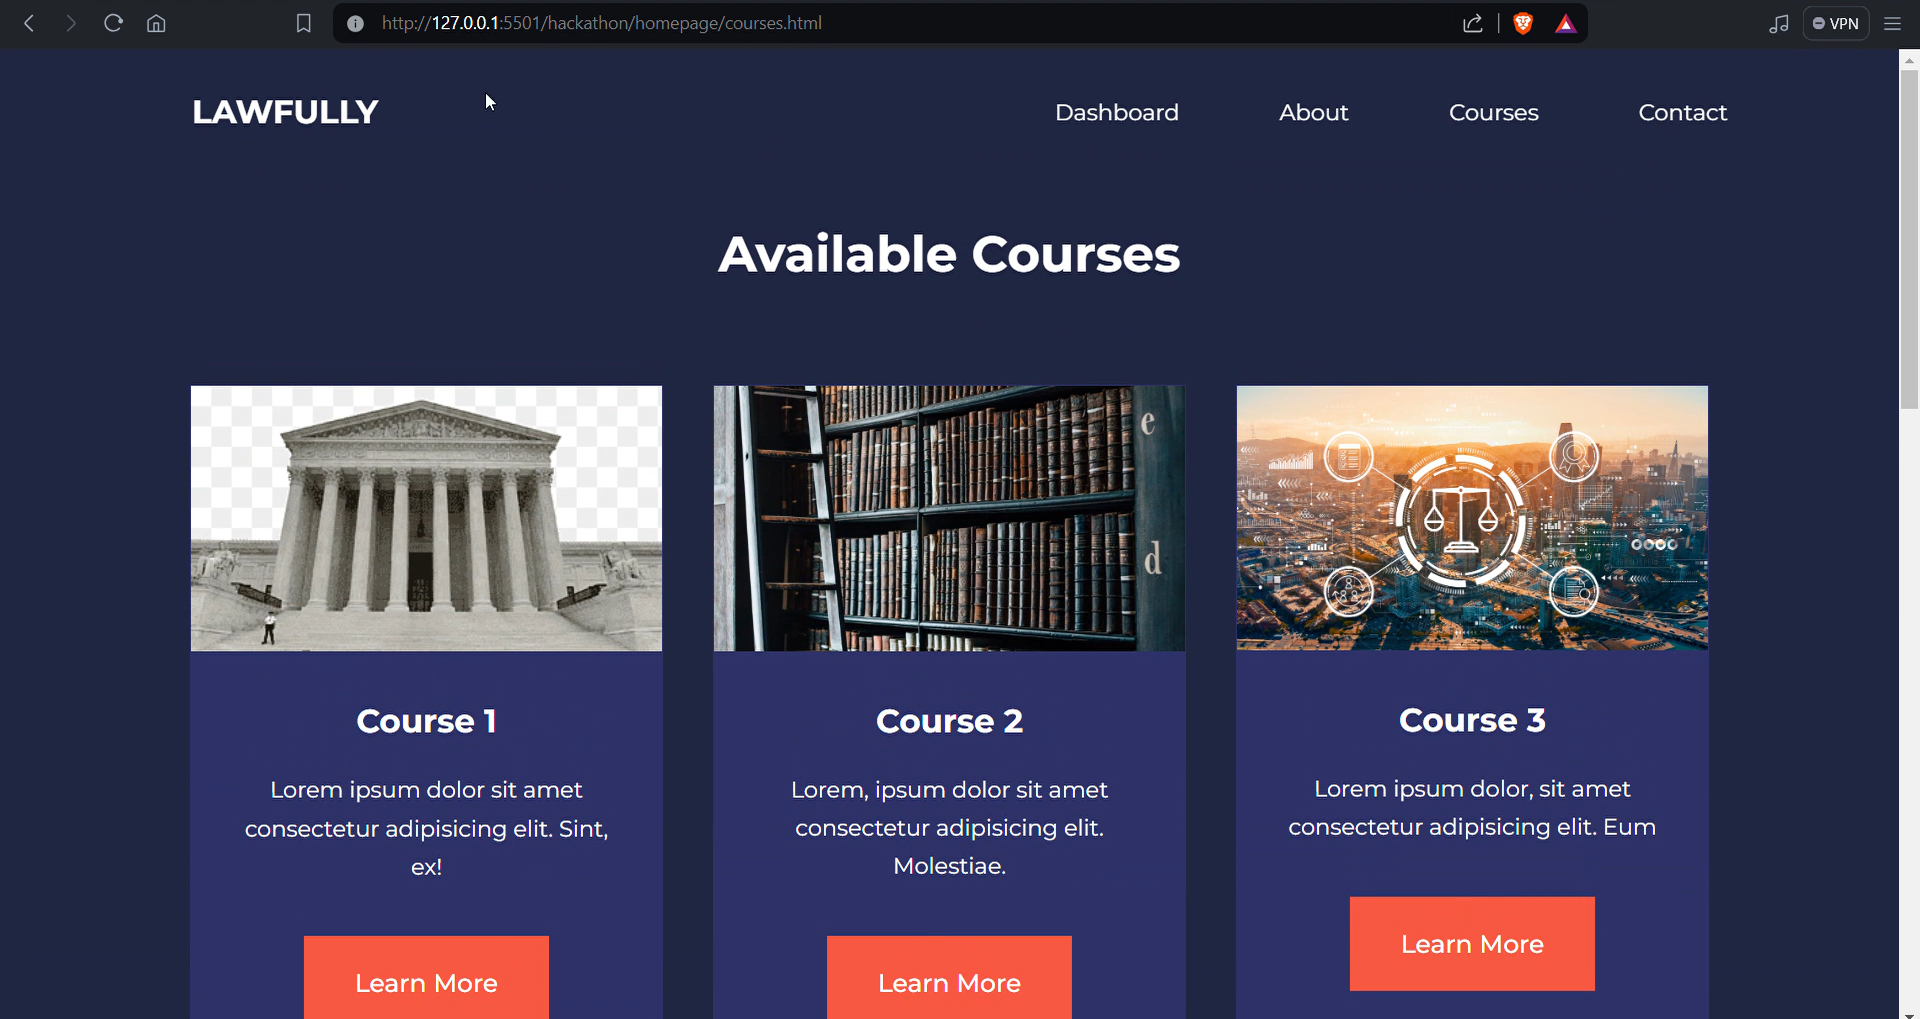 http://127.0.0.1:5501/hackathon/homepage/courses.html
VPN
LAWFULLY
Dashboard
About
Courses
Contact
Available Courses
e
d
Course 1
Lorem ipsum dolor sit amet
consectetur adipisicing elit. Sint,
ex!
Learn More
Course 2
Lorem, ipsum dolor sit amet
consectetur adipisicing elit.
Molestiae.
Learn More
Course 3
Lorem ipsum dolor, sit amet
consectetur adipisicing elit. Eum
Learn More